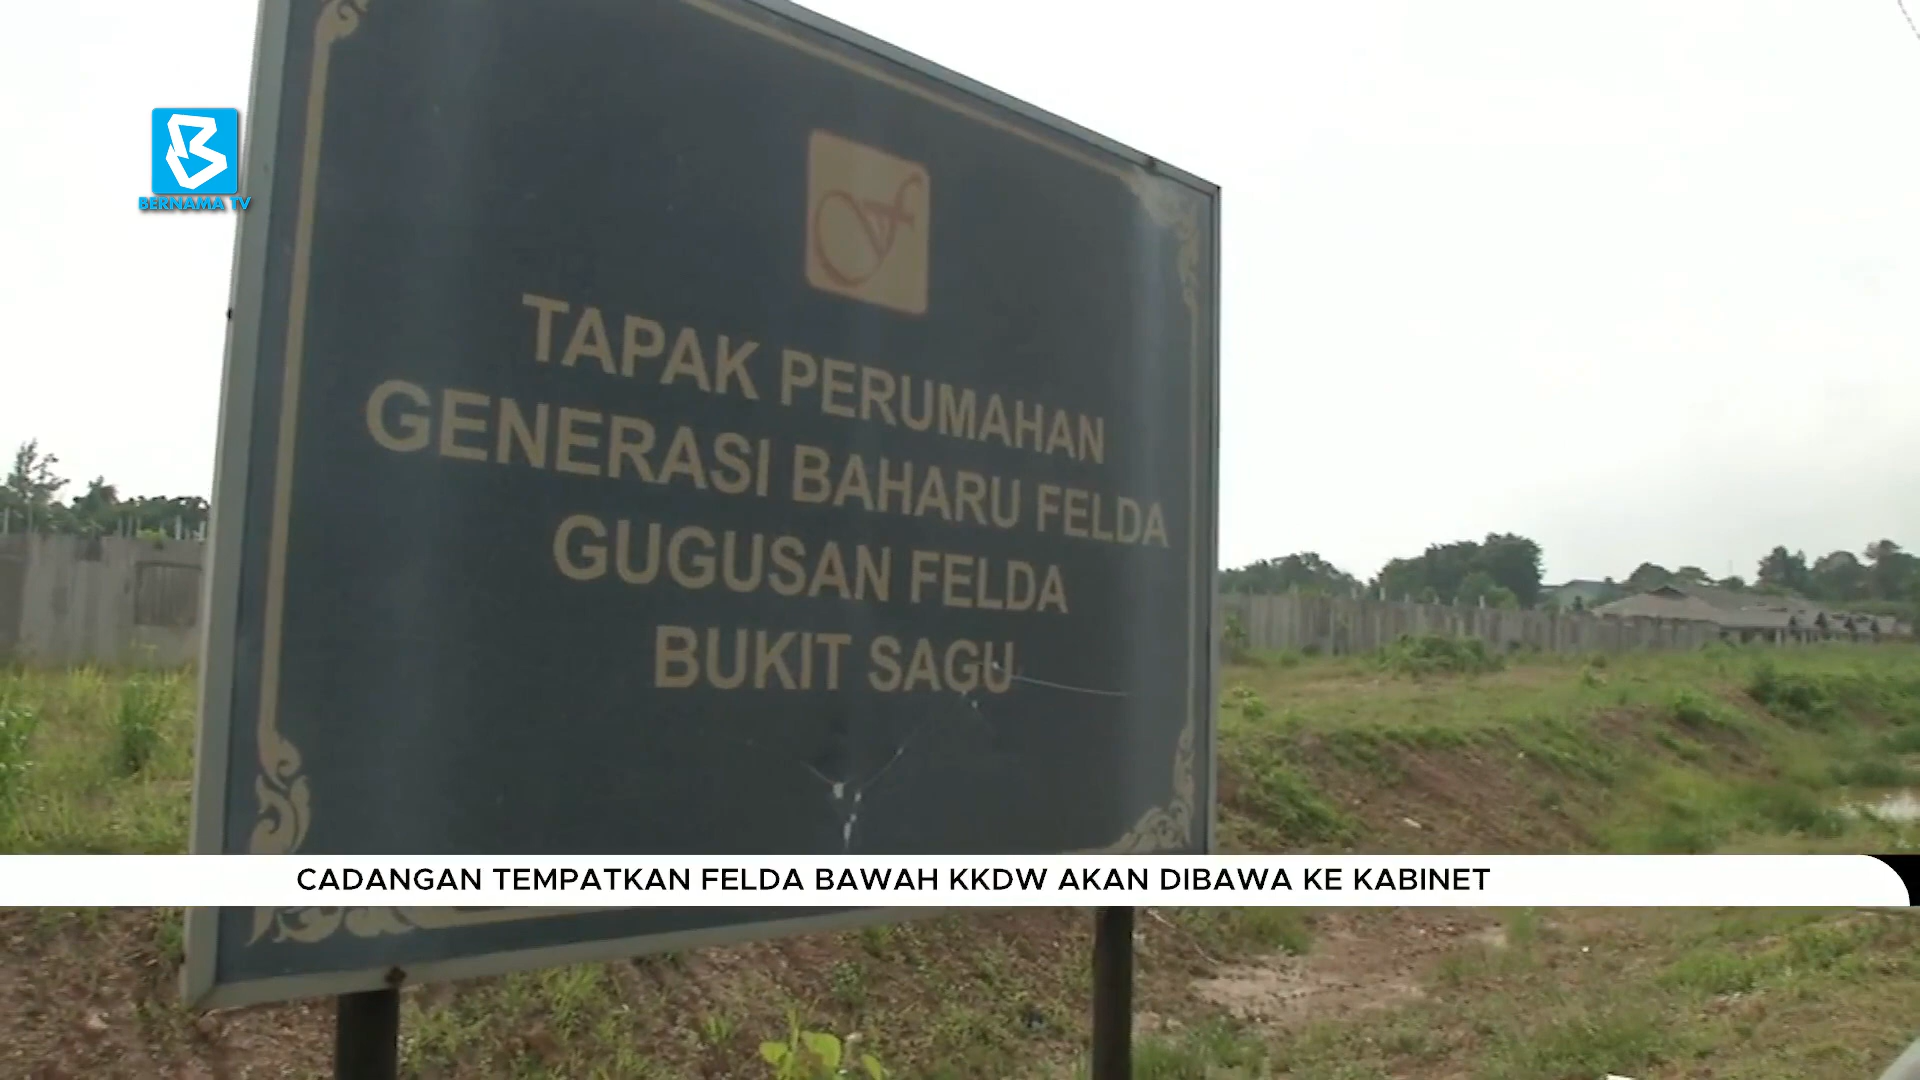 BERNAMA TV
TAPAK PERUMAHAN
GENERASI BAHARU FELDA
GUGUSAN FELDA
BUKIT SAGU
CADANGAN TEMPATKAN FELDA BAWAH KKDW AKAN DIBAWA KE KABINET